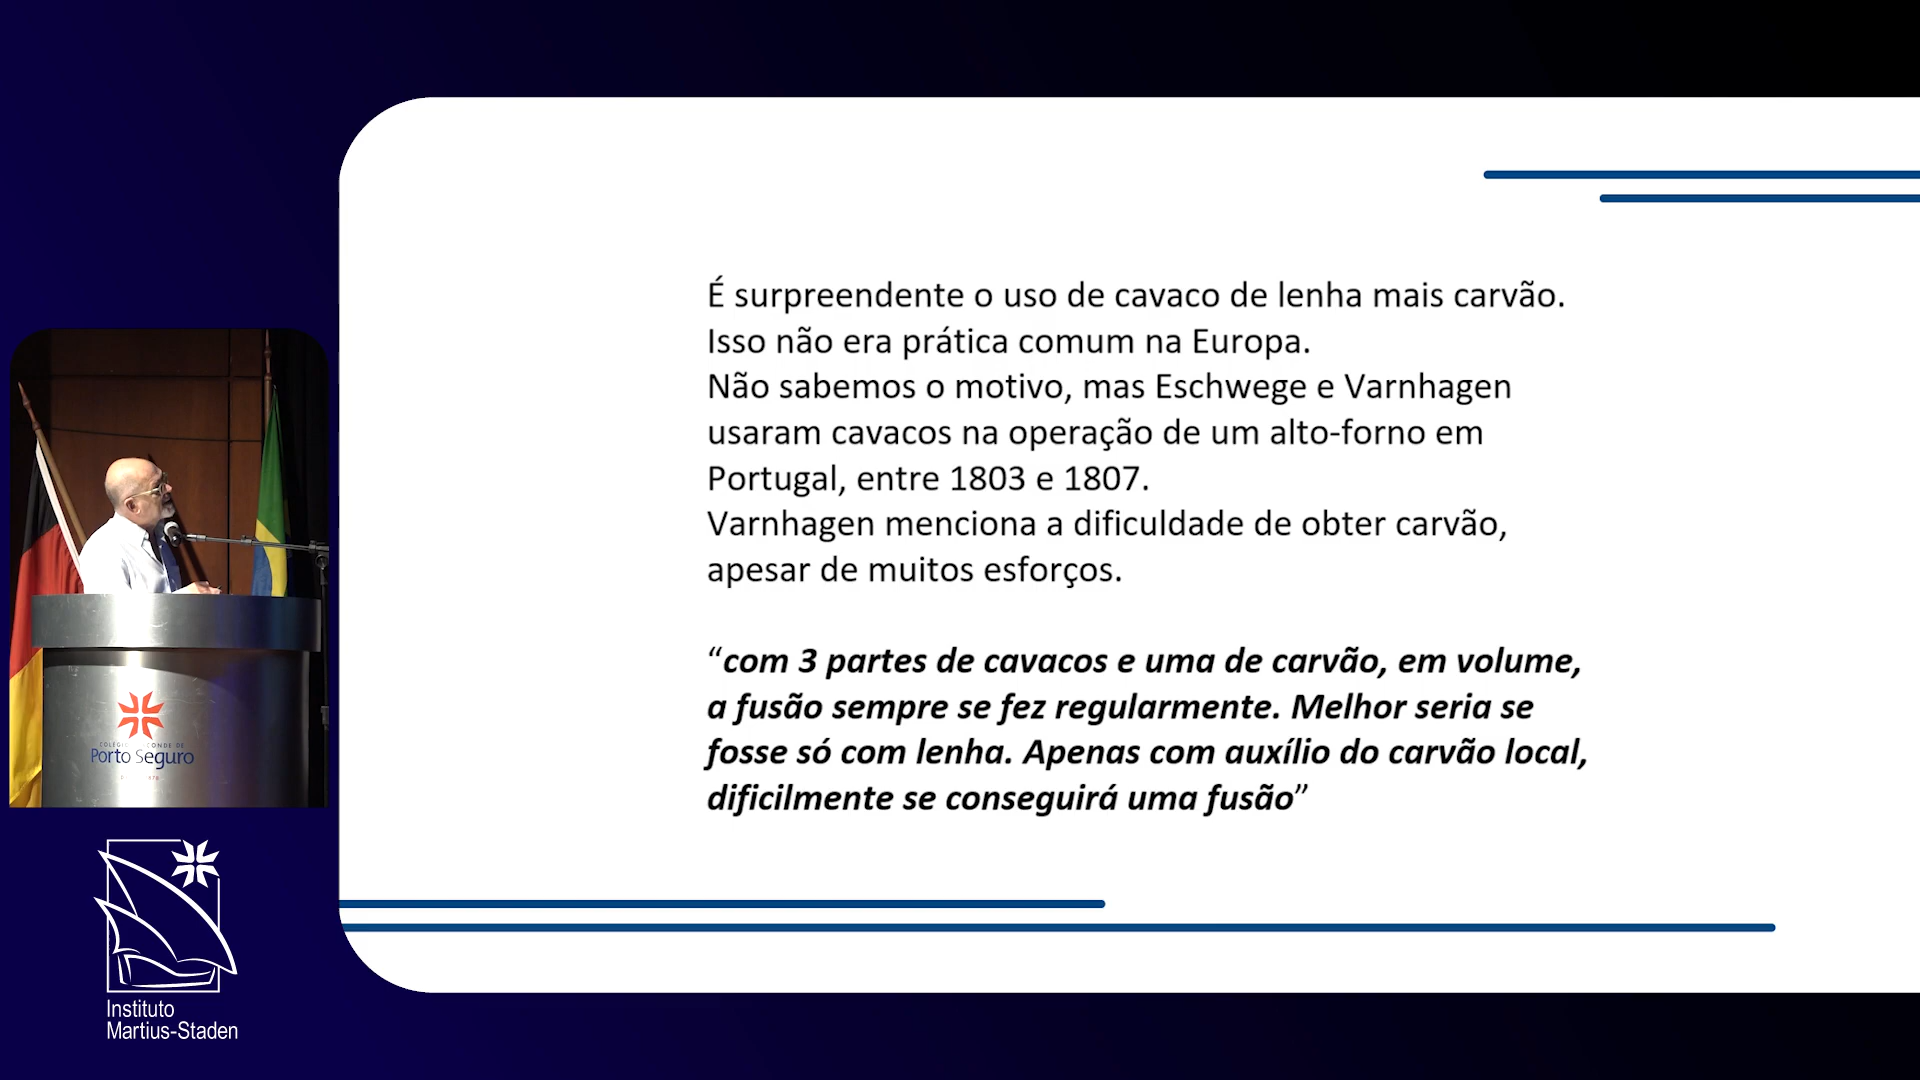 É surpreendente o uso de cavaco de lenha mais carvão.
Isso não era prática comum na Europa.
Não sabemos o motivo, mas Eschwege e Varnhagen
usaram cavacos na operação de um alto-forno em
Portugal, entre 1803 e 1807.
Varnhagen menciona a dificuldade de obter carvão,
apesar de muitos esforços.
“com 3 partes de cavacos e uma de carvão, em volume,
a fusão sempre se fez regularmente. Melhor seria se
fosse só com lenha. Apenas com auxílio do carvão local,
dificilmente se conseguirá uma fusão”
Porto Seguro
Instituto
Martius-Staden